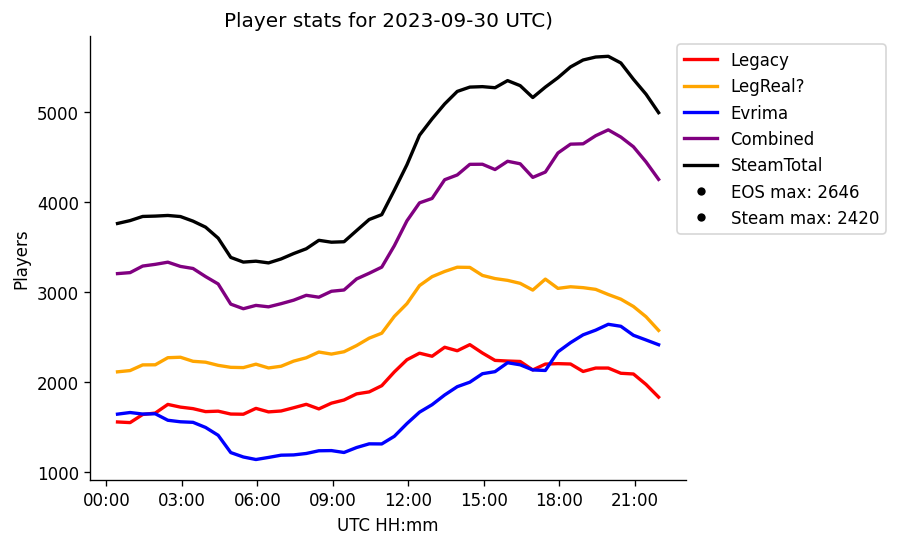 Player stats for 2023-09-30 UTC)
Legacy
LegReal?
Evrima
Combined
SteamTotal
EOS max: 2646
Steam max: 2420
Players
5000
4000
3000
2000
1000
00:00 03:00 06:00 09:00 12:00 15:00 18:00 21:00
UTC HH:mm